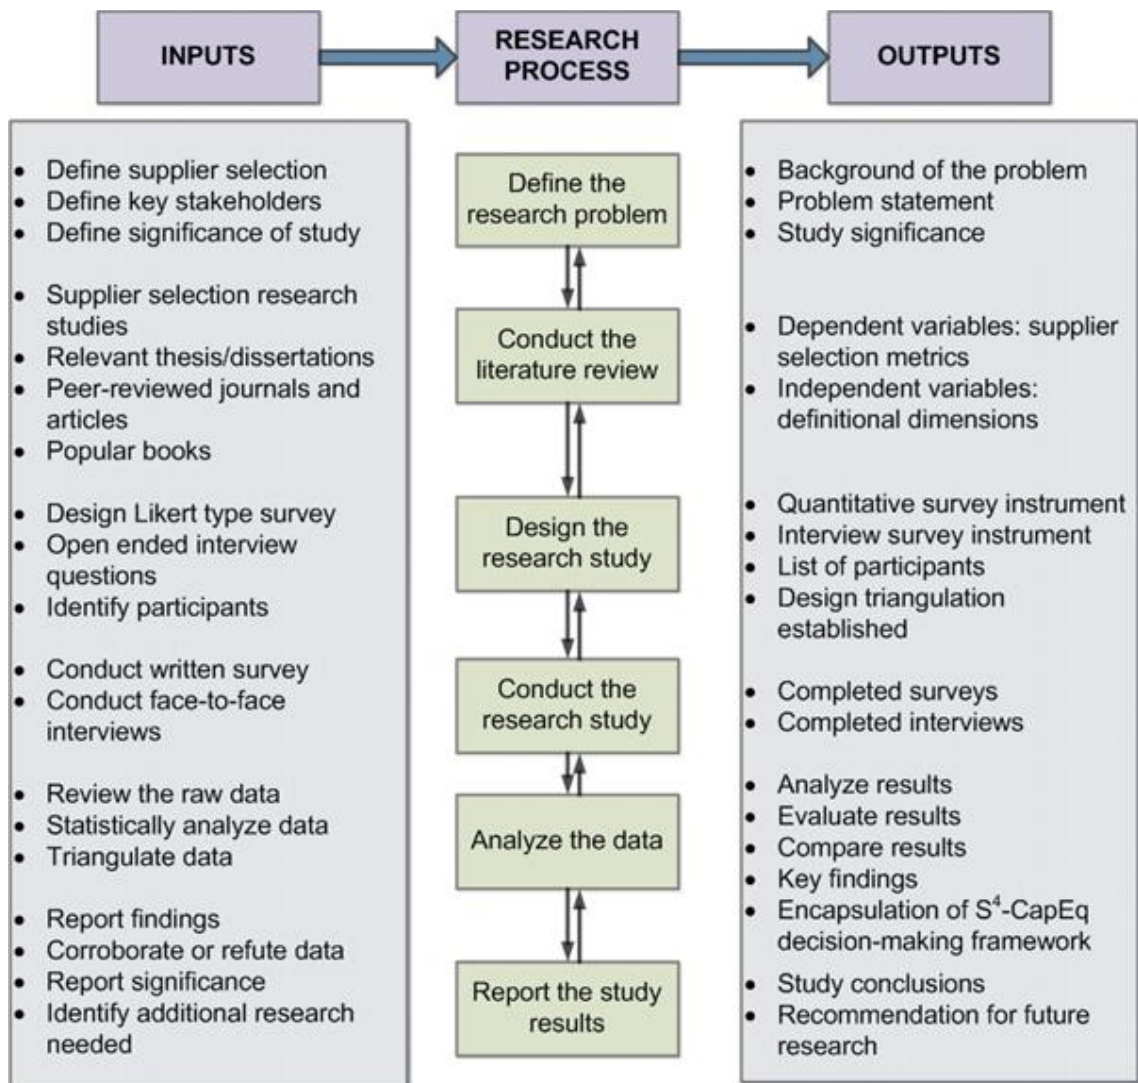 INPUTS
RESEARCH
PROCESS
OUTPUTS
• Define supplier selection
• Define key stakeholders
• Define significance of study
• Supplier selection research
studies
• Relevant thesis/dissertations
• Peer-reviewed journals and
articles
• Popular books
• Design Likert type survey
• Open ended interview
questions
• Identify participants
• Conduct written survey
• Conduct face-to-face
interviews
• Review the raw data
• Statistically analyze data
• Triangulate data
• Report findings
• Corroborate or refute data
• Report significance
• Identify additional research
needed
Define the
research problem
Conduct the
literature review
Design the
research study
Conduct the
research study
Analyze the data
Report the study
results
• Background of the problem
• Problem statement
• Study significance
• Dependent variables: supplier
selection metrics
• Independent variables:
definitional dimensions
• Quantitative survey instrument
• Interview survey instrument
• List of participants
• Design triangulation
established
• Completed surveys
• Completed interviews
• Analyze results
• Evaluate results
• Compare results
• Key findings
• Encapsulation of S⁴-CapEq
decision-making framework
• Study conclusions
• Recommendation for future
research